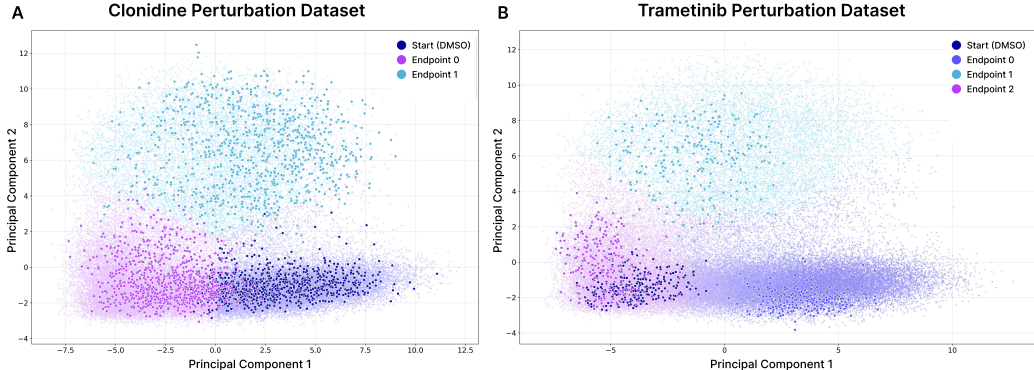 A
Clonidine Perturbation Dataset
Principal Component 2
12
10
8
6
4
2
0
−2
−4
Start (DMSO)
Endpoint 0
Endpoint 1
−7.5 −5.0 −2.5 0.0 2.5 5.0 7.5 10.0 12.5
Principal Component 1
B
Trametinib Perturbation Dataset
Principal Component 2
12
10
8
6
4
2
0
−2
−4
Start (DMSO)
Endpoint 0
Endpoint 1
Endpoint 2
−5 0 5 10
Principal Component 1